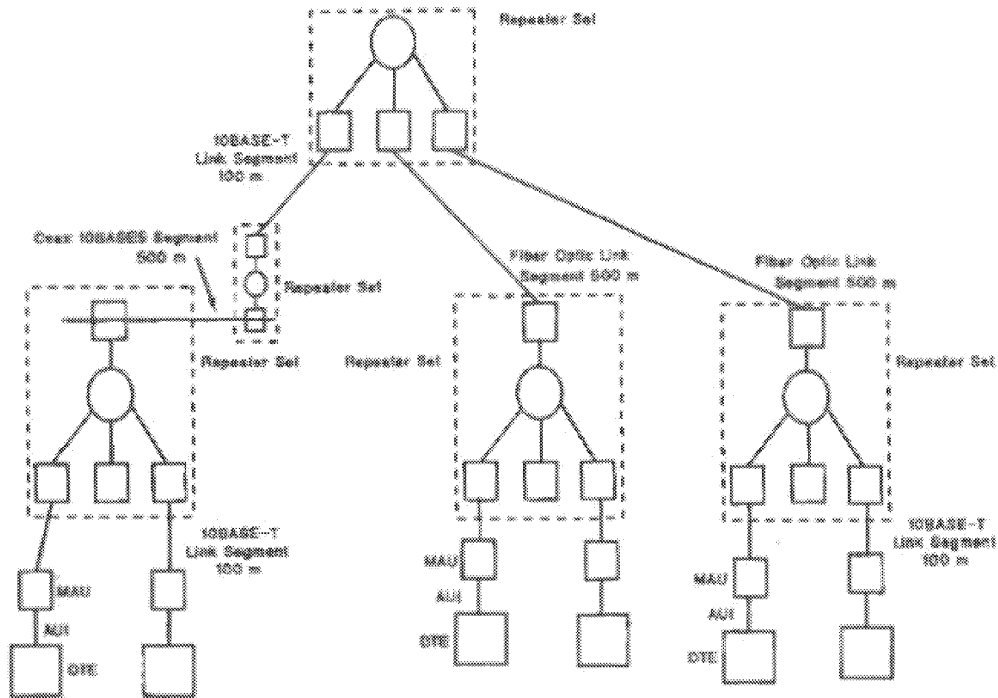 Repeater Set
10BASE-T
Link Segment
100 m
Coax 10BASE5 Segment
500 m
Repeater Set
Fiber Optic Link
Segment 500 m
Fiber Optic Link
Segment 500 m
Repeater Set
Repeater Set
Repeater Set
10BASE-T
Link Segment
100 m
10BASE-T
Link Segment
100 m
MAU
MAU
MAU
AUI
AUI
AUI
DTE
DTE
DTE